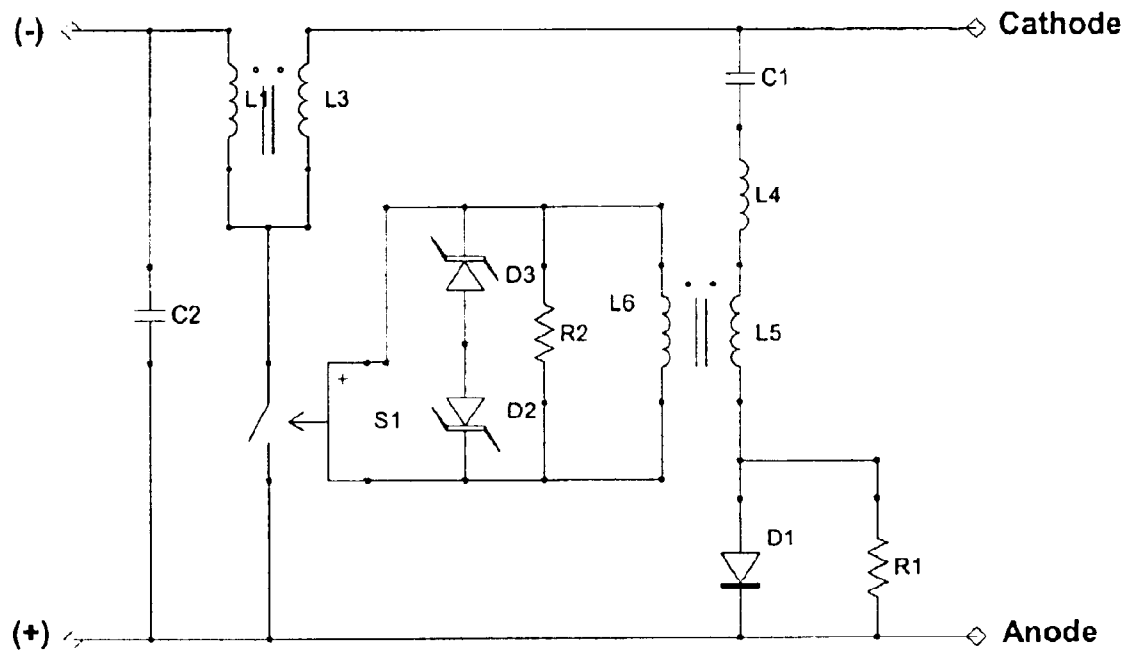 (-)
Cathode
C1
L1
L3
L4
D3
L6
C2
R2
L5
+
S1
D2
D1
R1
(+)
Anode